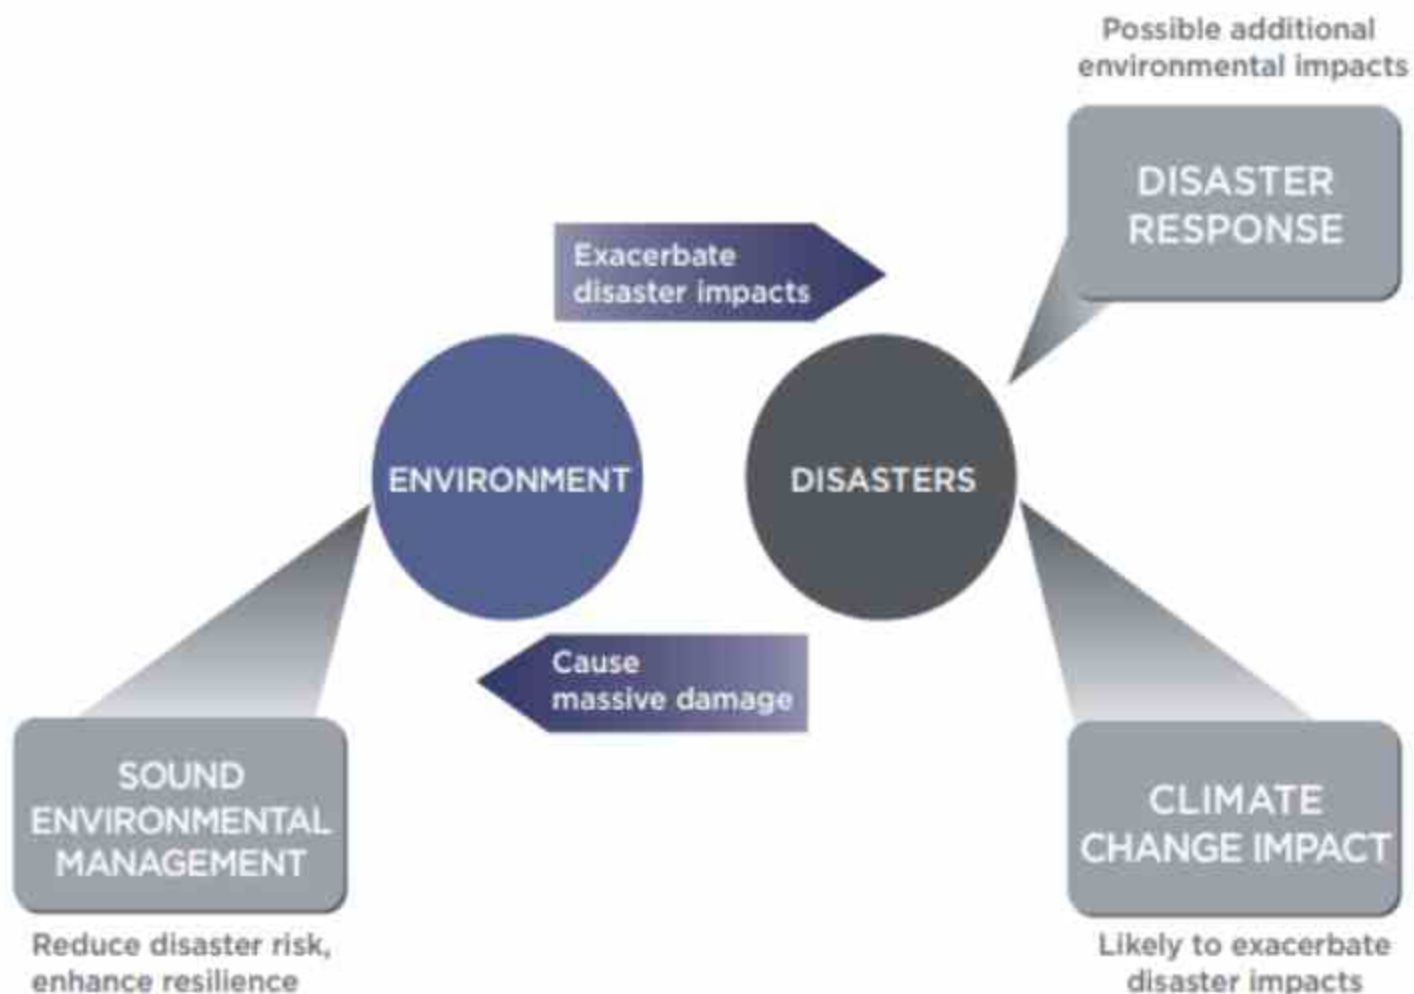 Possible additional
environmental impacts
DISASTER
RESPONSE
Exacerbate
disaster impacts
ENVIRONMENT
DISASTERS
Cause
massive damage
SOUND
ENVIRONMENTAL
MANAGEMENT
Reduce disaster risk,
enhance resilience
CLIMATE
CHANGE IMPACT
Likely to exacerbate
disaster impacts